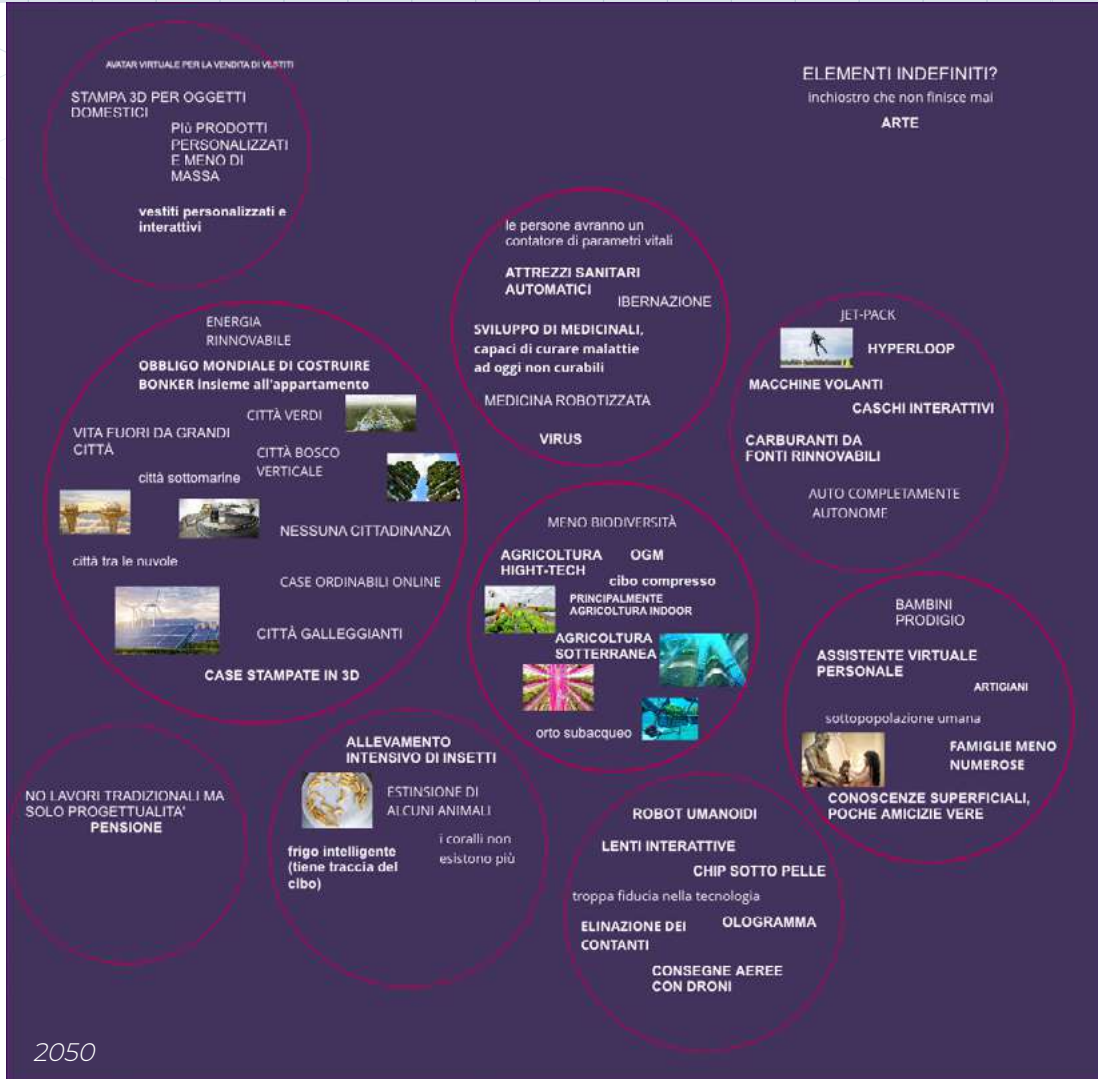 AVATAR VIRTUALE PER LA VENDITA DI VESTITI
STAMPA 3D PER OGGETTI
DOMESTICI
PIù PRODOTTI
PERSONALIZZATI
E MENO DI
MASSA
vestiti personalizzati e
interattivi
ELEMENTI INDEFINITI?
inchiostro che non finisce mai
ARTE
le persone avranno un
contatore di parametri vitali
ATTREZZI SANITARI
AUTOMATICI
IBERNAZIONE
SVILUPPO DI MEDICINALI,
capaci di curare malattie
ad oggi non curabili
MEDICINA ROBOTIZZATA
VIRUS
JET-PACK
HYPERLOOP
MACCHINE VOLANTI
CASCHI INTERATTIVI
CARBURANTI DA
FONTI RINNOVABILI
AUTO COMPLETAMENTE
AUTONOME
ENERGIA
RINNOVABILE
OBBLIGO MONDIALE DI COSTRUIRE
BONKER insieme all'appartamento
CITTÀ VERDI
VITA FUORI DA GRANDI
CITTÀ
CITTÀ BOSCO
VERTICALE
città sottomarine
NESSUNA CITTADINANZA
città tra le nuvole
CASE ORDINABILI ONLINE
CITTÀ GALLEGGIANTI
CASE STAMPATE IN 3D
MENO BIODIVERSITÀ
AGRICOLTURA
HIGHT-TECH
OGM
cibo compresso
PRINCIPALMENTE
AGRICOLTURA INDOOR
AGRICOLTURA
SOTTERRANEA
orto subacqueo
BAMBINI
PRODIGIO
ASSISTENTE VIRTUALE
PERSONALE
ARTIGIANI
sottopopolazione umana
FAMIGLIE MENO
NUMEROSE
CONOSCENZE SUPERFICIALI,
POCHE AMICIZIE VERE
NO LAVORI TRADIZIONALI MA
SOLO PROGETTUALITA'
PENSIONE
ALLEVAMENTO
INTENSIVO DI INSETTI
ESTINSIONE DI
ALCUNI ANIMALI
i coralli non
esistono più
frigo intelligente
(tiene traccia del
cibo)
ROBOT UMANOIDI
LENTI INTERATTIVE
CHIP SOTTO PELLE
troppa fiducia nella tecnologia
ELINAZIONE DEI
CONTANTI
OLOGRAMMA
CONSEGNE AEREE
CON DRONI
2050